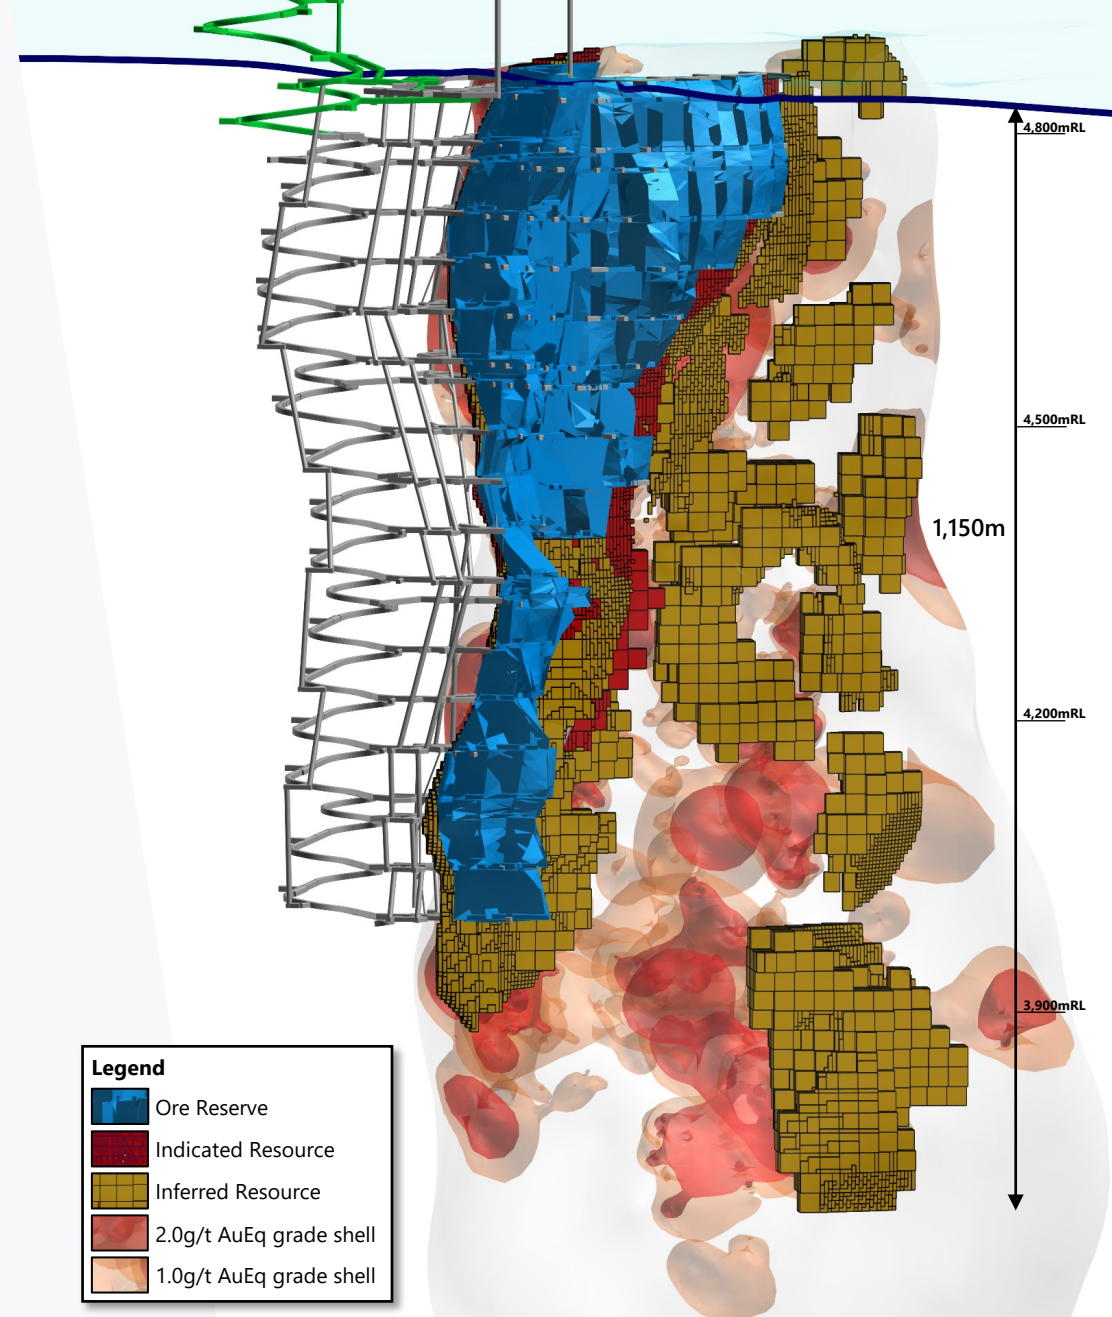 4,800mRL
4,500mRL
1,150m
4,200mRL
3,900mRL
Legend
Ore Reserve
Indicated Resource
Inferred Resource
2.0g/t AuEq grade shell
1.0g/t AuEq grade shell